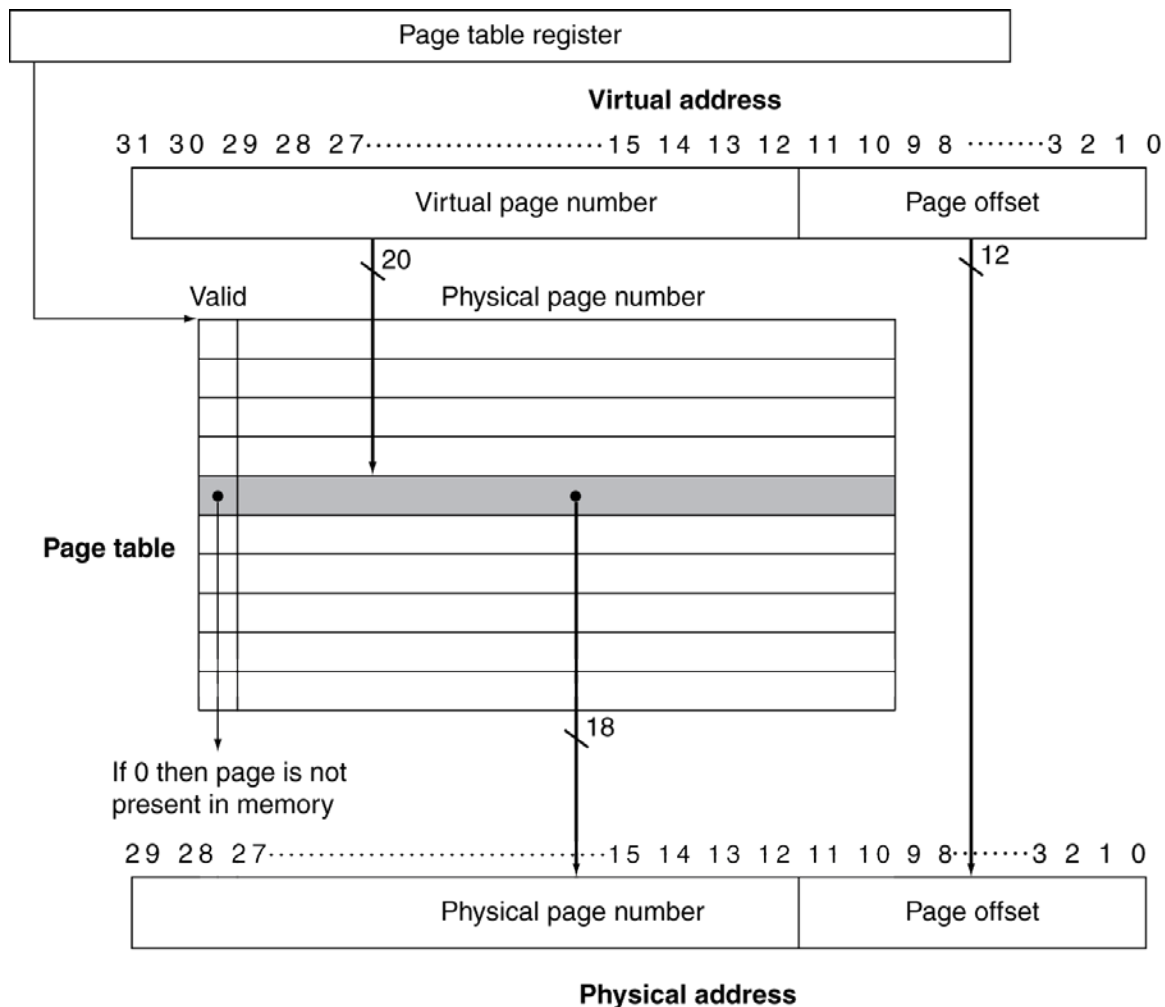 Page table register
Virtual address
31 30 29 28 27·······················15 14 13 12 11 10 9 8 ········3 2 1 0
Virtual page number Page offset
20 12
Valid Physical page number
Page table
18
If 0 then page is not
present in memory
29 28 27·································15 14 13 12 11 10 9 8········3 2 1 0
Physical page number Page offset
Physical address